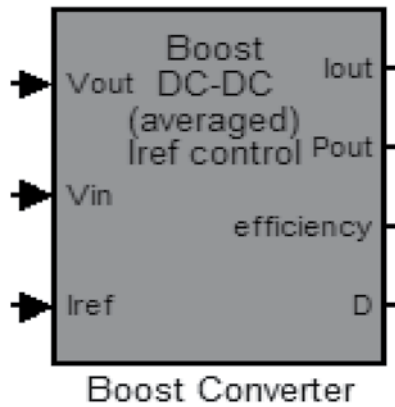 Boost
DC-DC
(averaged)
Iref control
Vout
Vin
Iref
Iout
Pout
efficiency
D
Boost Converter